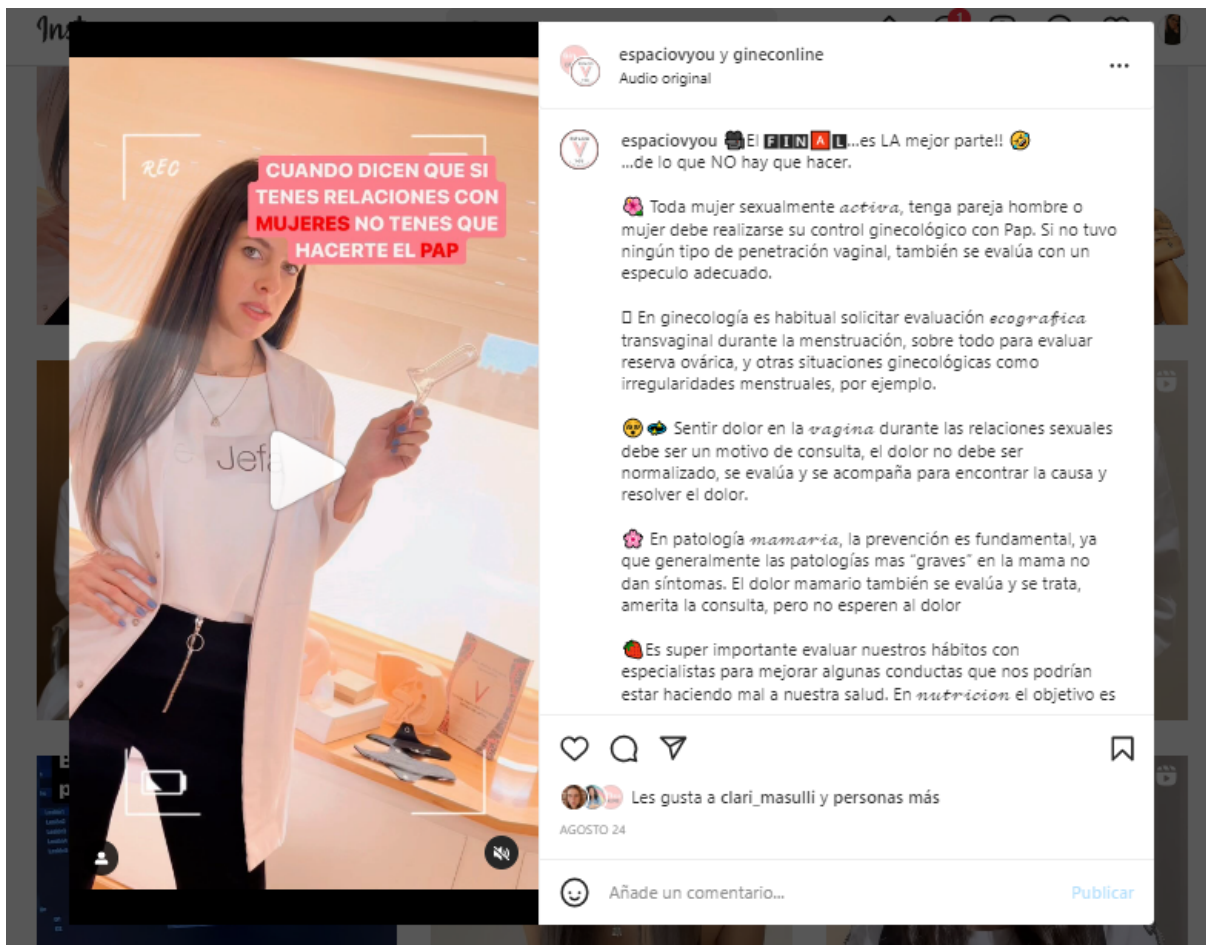 REC
CUANDO DICEN QUE SI
TENES RELACIONES CON
MUJERES NO TENES QUE
HACERTE EL PAP
espaciovyou y gineconline
Audio original
espaciovyou 🎥El 🅵🅸🅽🅰🅻...es LA mejor parte!! 🤣
...de lo que NO hay que hacer.
🌺 Toda mujer sexualmente 𝓪𝓬𝓽𝓲𝓿𝓪, tenga pareja hombre o
mujer debe realizarse su control ginecológico con Pap. Si no tuvo
ningún tipo de penetración vaginal, también se evalúa con un
especulo adecuado.
▯ En ginecología es habitual solicitar evaluación 𝓮𝓬𝓸𝓰𝓻𝓪𝓯𝓲𝓬𝓪
transvaginal durante la menstruación, sobre todo para evaluar
reserva ovárica, y otras situaciones ginecológicas como
irregularidades menstruales, por ejemplo.
Sentir dolor en la 𝓿𝓪𝓰𝓲𝓷𝓪 durante las relaciones sexuales
debe ser un motivo de consulta, el dolor no debe ser
normalizado, se evalúa y se acompaña para encontrar la causa y
resolver el dolor.
🌸 En patología 𝓶𝓪𝓶𝓪𝓻𝓲𝓪, la prevención es fundamental, ya
que generalmente las patologías mas “graves” en la mama no
dan síntomas. El dolor mamario también se evalúa y se trata,
amerita la consulta, pero no esperen al dolor
🍓Es super importante evaluar nuestros hábitos con
especialistas para mejorar algunas conductas que nos podrían
estar haciendo mal a nuestra salud. En 𝓷𝓾𝓽𝓻𝓲𝓬𝓲𝓸𝓷 el objetivo es
Les gusta a clari_masulli y personas más
AGOSTO 24
Añade un comentario...
Publicar